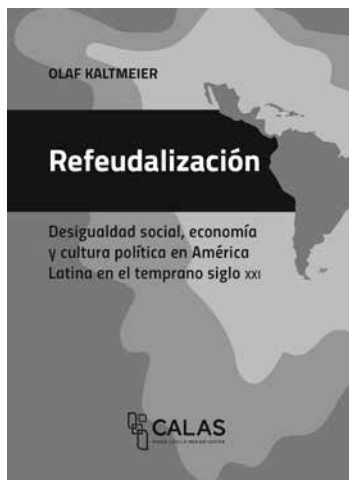 OLAF KALTMEIER
Refeudalización
Desigualdad social, economía
y cultura política en América
Latina en el temprano siglo XXI
CALAS